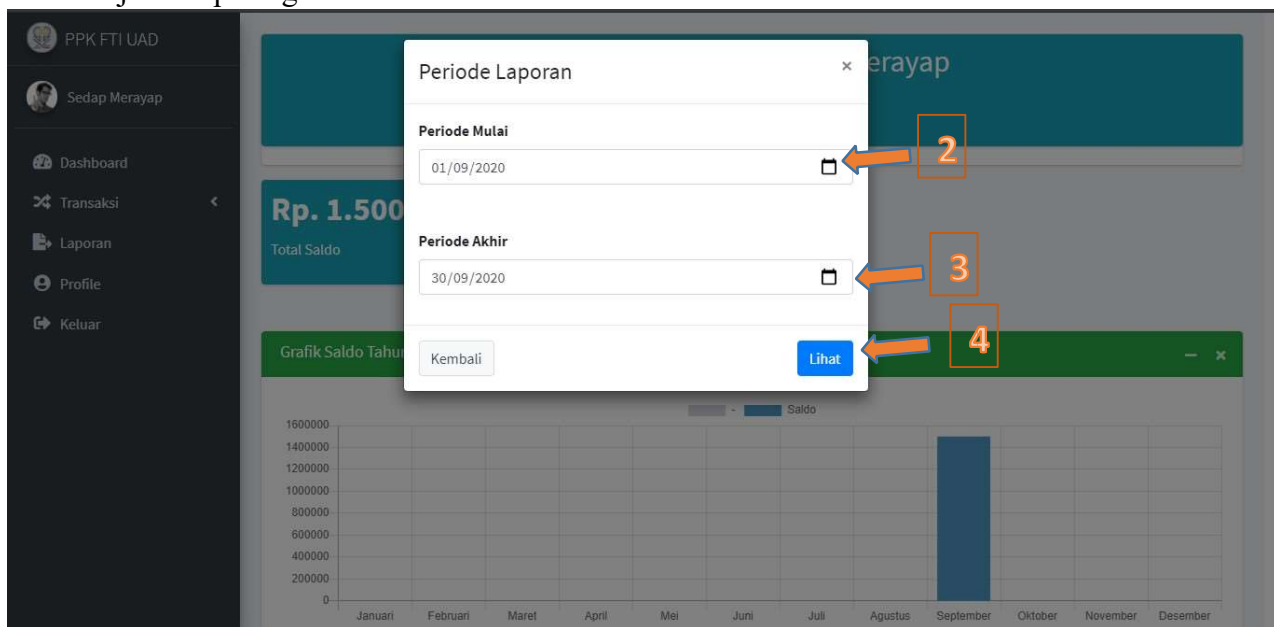 PPK FTI UAD
Sedap Merayap
Dashboard
Transaksi
Laporan
Profile
Keluar
erayap
Periode Laporan
×
Periode Mulai
01/09/2020
2
Rp. 1.500
Total Saldo
Periode Akhir
30/09/2020
3
Kembali
Lihat
4
Grafik Saldo Tahu
- Saldo
1600000
1400000
1200000
1000000
800000
600000
400000
200000
0
Januari Februari Maret April Mei Juni Juli Agustus September Oktober November Desember